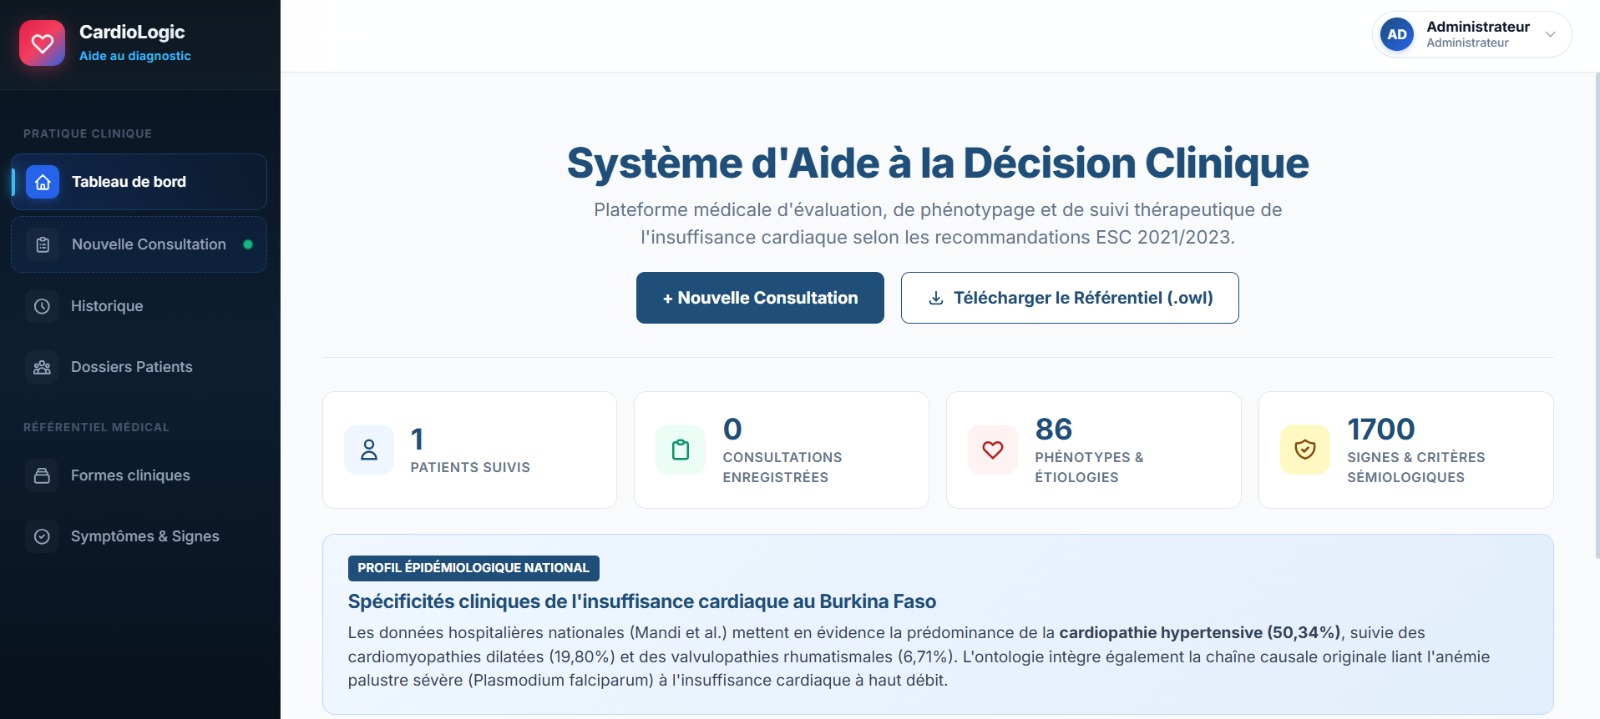 CardioLogic
Aide au diagnostic
PRATIQUE CLINIQUE
Tableau de bord
Nouvelle Consultation
Historique
Dossiers Patients
RÉFÉRENTIEL MÉDICAL
Formes cliniques
Symptômes & Signes
AD
Administrateur
Administrateur
Système d'Aide à la Décision Clinique
Plateforme médicale d'évaluation, de phénotypage et de suivi thérapeutique de
l'insuffisance cardiaque selon les recommandations ESC 2021/2023.
+ Nouvelle Consultation
Télécharger le Référentiel (.owl)
1
PATIENTS SUIVIS
0
CONSULTATIONS
ENREGISTRÉES
86
PHÉNOTYPES &
ÉTIOLOGIES
1700
SIGNES & CRITÈRES
SÉMIOLOGIQUES
PROFIL ÉPIDÉMIOLOGIQUE NATIONAL
Spécificités cliniques de l'insuffisance cardiaque au Burkina Faso
Les données hospitalières nationales (Mandi et al.) mettent en évidence la prédominance de la cardiopathie hypertensive (50,34%), suivie des
cardiomyopathies dilatées (19,80%) et des valvulopathies rhumatismales (6,71%). L'ontologie intègre également la chaîne causale originale liant l'anémie
palustre sévère (Plasmodium falciparum) à l'insuffisance cardiaque à haut débit.